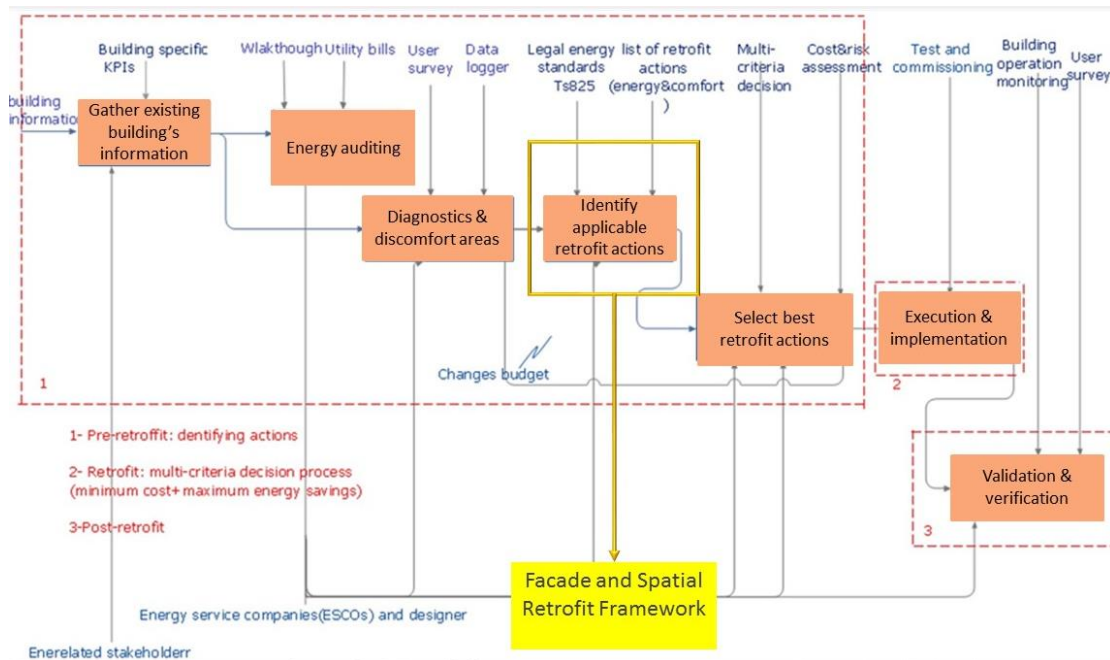 Building specific
KPIs
Wlakthough
Utility bills
User
survey
Data
logger
Legal energy
standards
Ts825
list of retrofit
actions
(energy&comfort
)
Multi-
criteria
decision
Cost&risk
assessment
Test and
commissioning
Building
operation
monitoring
User
survey
building
information
Gather existing
building’s
information
Energy auditing
Diagnostics &
discomfort areas
Identify
applicable
retrofit actions
Select best
retrofit actions
Execution &
implementation
Changes budget
1
2
1- Pre-retroffit: dentifying actions
2- Retrofit: multi-criteria decision process
(minimum cost+ maximum energy savings)
3-Post-retrofit
Validation &
verification
3
Facade and Spatial
Retrofit Framework
Energy service companies(ESCOs) and designer
Enerelated stakeholderr